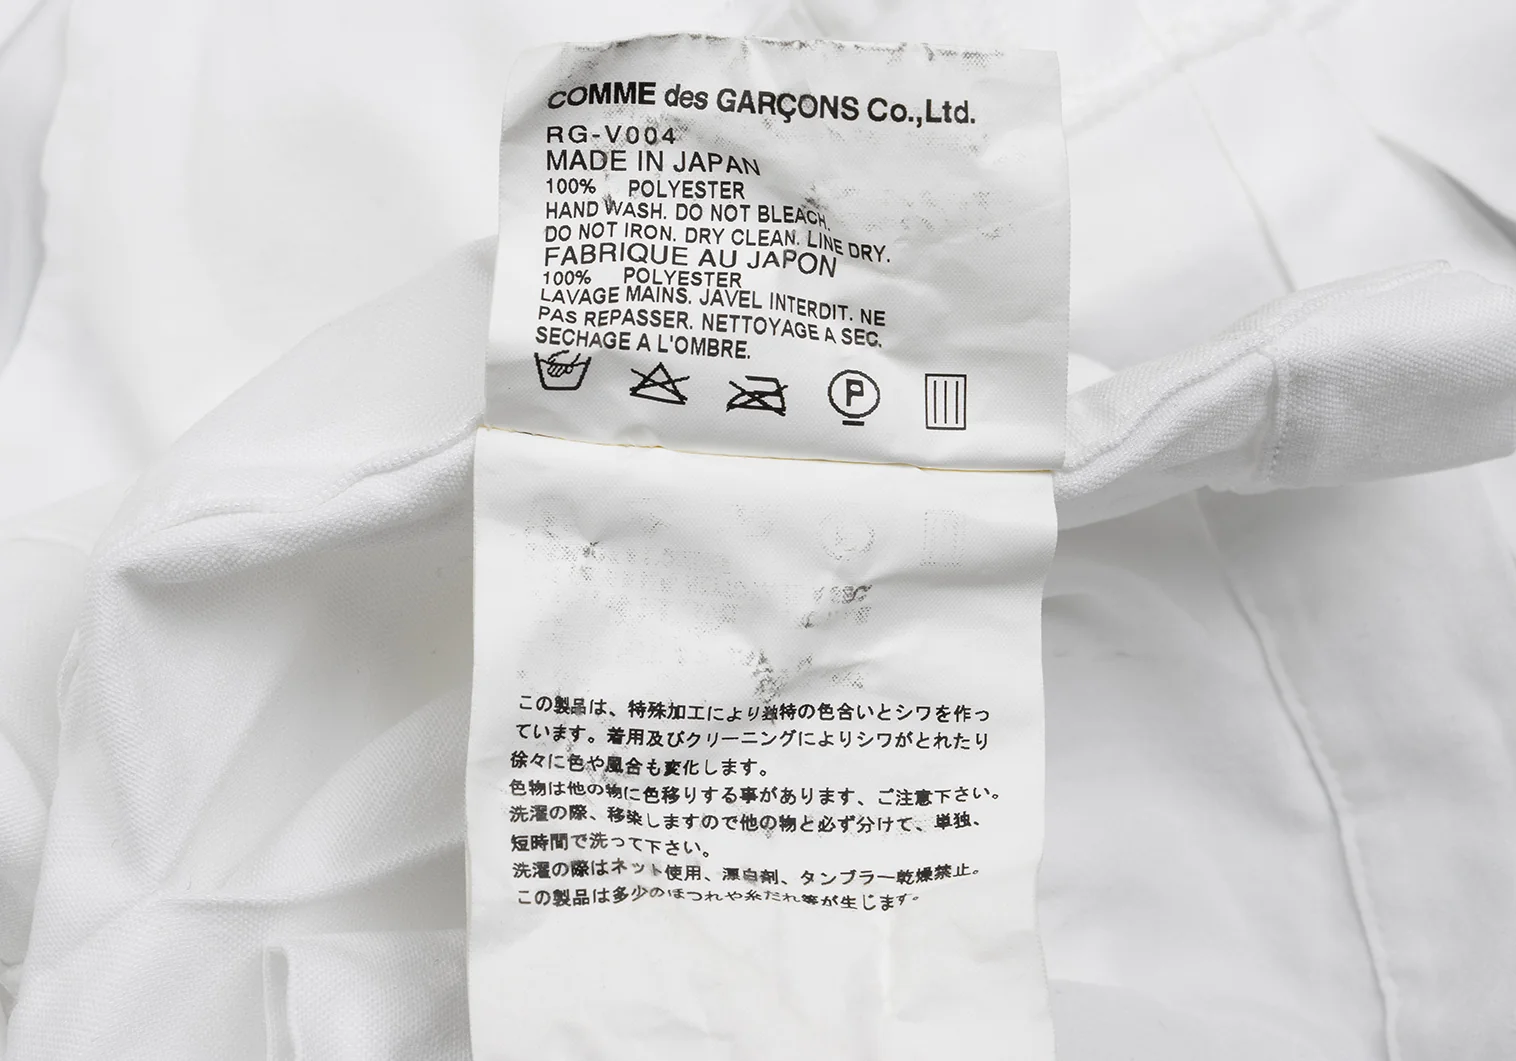 COMME des GARÇONS Co.,Ltd.
RG-V004
MADE IN JAPAN
100% POLYESTER
HAND WASH. DO NOT BLEACH.
DO NOT IRON. DRY CLEAN. LINE DRY.
FABRIQUE AU JAPON
100% POLYESTER
LAVAGE MAINS. JAVEL INTERDIT. NE
PAS REPASSER. NETTOYAGE A SEC.
SECHAGE A L'OMBRE.
P
この製品は、特殊加工により独特の色合いとシワを作っ
ています。着用及びクリーニングによりシワがとれたり
徐々に色や風合も変化します。
色物は他の物に色移りする事があります、ご注意下さい。
洗濯の際、移染しますので他の物と必ず分けて、単独、
短時間で洗って下さい。
洗濯の際はネット使用、漂白剤、タンブラー乾燥禁止。
この製品は多少のほつれや糸だれ等が生じます。